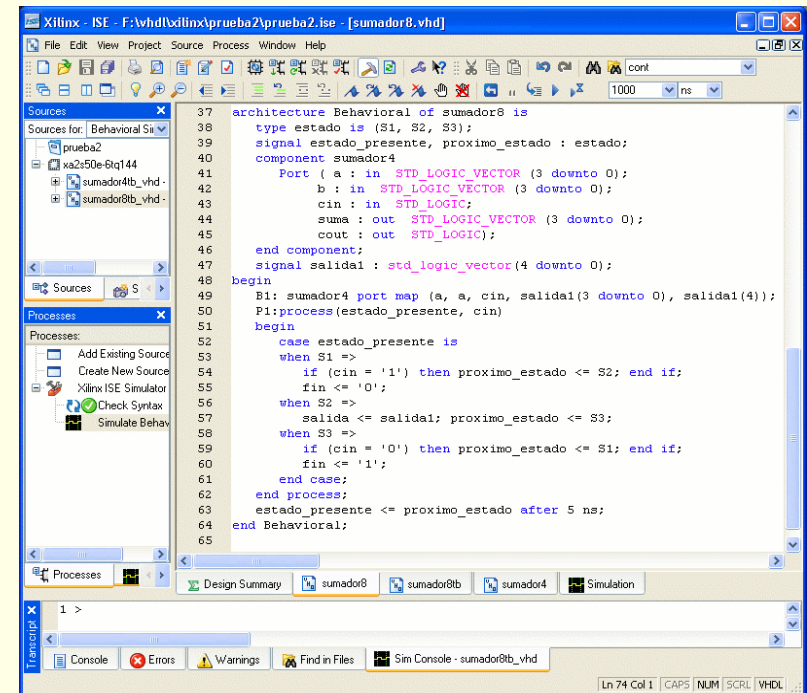 Xilinx - ISE - F:\vhdl\xilinx\prueba2\prueba2.ise - [sumador8.vhd]
File Edit View Project Source Process Window Help
cont
1000 ns
Sources
Sources for: Behavioral Sim
prueba2
xa2s50e-6tq144
sumador4tb_vhd -
sumador8tb_vhd -
Sources S
Processes
Processes:
Add Existing Source
Create New Source
Xilinx ISE Simulator
Check Syntax
Simulate Behav
Processes
37 architecture Behavioral of sumador8 is
38 type estado is (S1, S2, S3);
39 signal estado_presente, proximo_estado : estado;
40 component sumador4
41 Port ( a : in STD_LOGIC_VECTOR (3 downto 0);
42 b : in STD_LOGIC_VECTOR (3 downto 0);
43 cin : in STD_LOGIC;
44 suma : out STD_LOGIC_VECTOR (3 downto 0);
45 cout : out STD_LOGIC);
46 end component;
47 signal salida1 : std_logic_vector(4 downto 0);
48 begin
49 B1: sumador4 port map (a, a, cin, salida1(3 downto 0), salida1(4));
50 P1:process(estado_presente, cin)
51 begin
52 case estado_presente is
53 when S1 =>
54 if (cin = '1') then proximo_estado <= S2; end if;
55 fin <= '0';
56 when S2 =>
57 salida <= salida1; proximo_estado <= S3;
58 when S3 =>
59 if (cin = '0') then proximo_estado <= S1; end if;
60 fin <= '1';
61 end case;
62 end process;
63 estado_presente <= proximo_estado after 5 ns;
64 end Behavioral;
65
Design Summary sumador8 sumador8tb sumador4 Simulation
Transcript
1 >
Console Errors Warnings Find in Files Sim Console - sumador8tb_vhd
Ln 74 Col 1 CAPS NUM SCRL VHDL